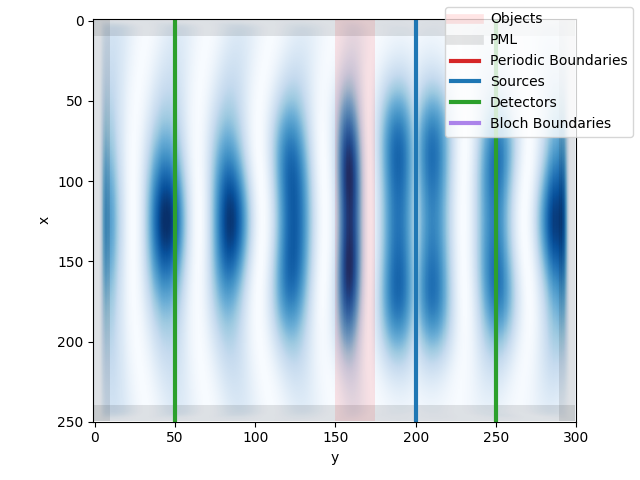 Objects
PML
Periodic Boundaries
Sources
Detectors
Bloch Boundaries
0
50
100
150
200
250
x
0
50
100
150
200
250
300
y